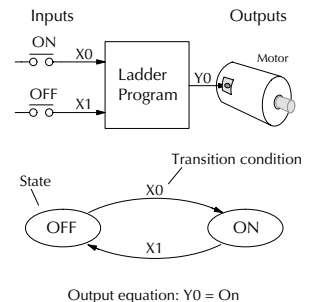 Inputs
Outputs
ON
X0
Ladder
Program
Y0
Motor
OFF
X1
Transition condition
State
X0
OFF
ON
X1
Output equation: Y0 = On